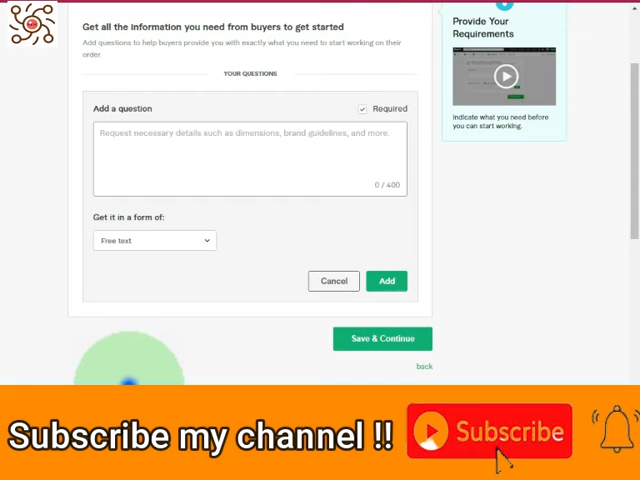 Get all the information you need from buyers to get started
Add questions to help buyers provide you with exactly what you need to start working on their
order.
YOUR QUESTIONS
Add a question
Required
Request necessary details such as dimensions, brand guidelines, and more.
0 / 400
Get it in a form of:
Free text
Cancel
Add
Save & Continue
back
Provide Your
Requirements
Indicate what you need before
you can start working.
Subscribe my channel !!
Subscribe